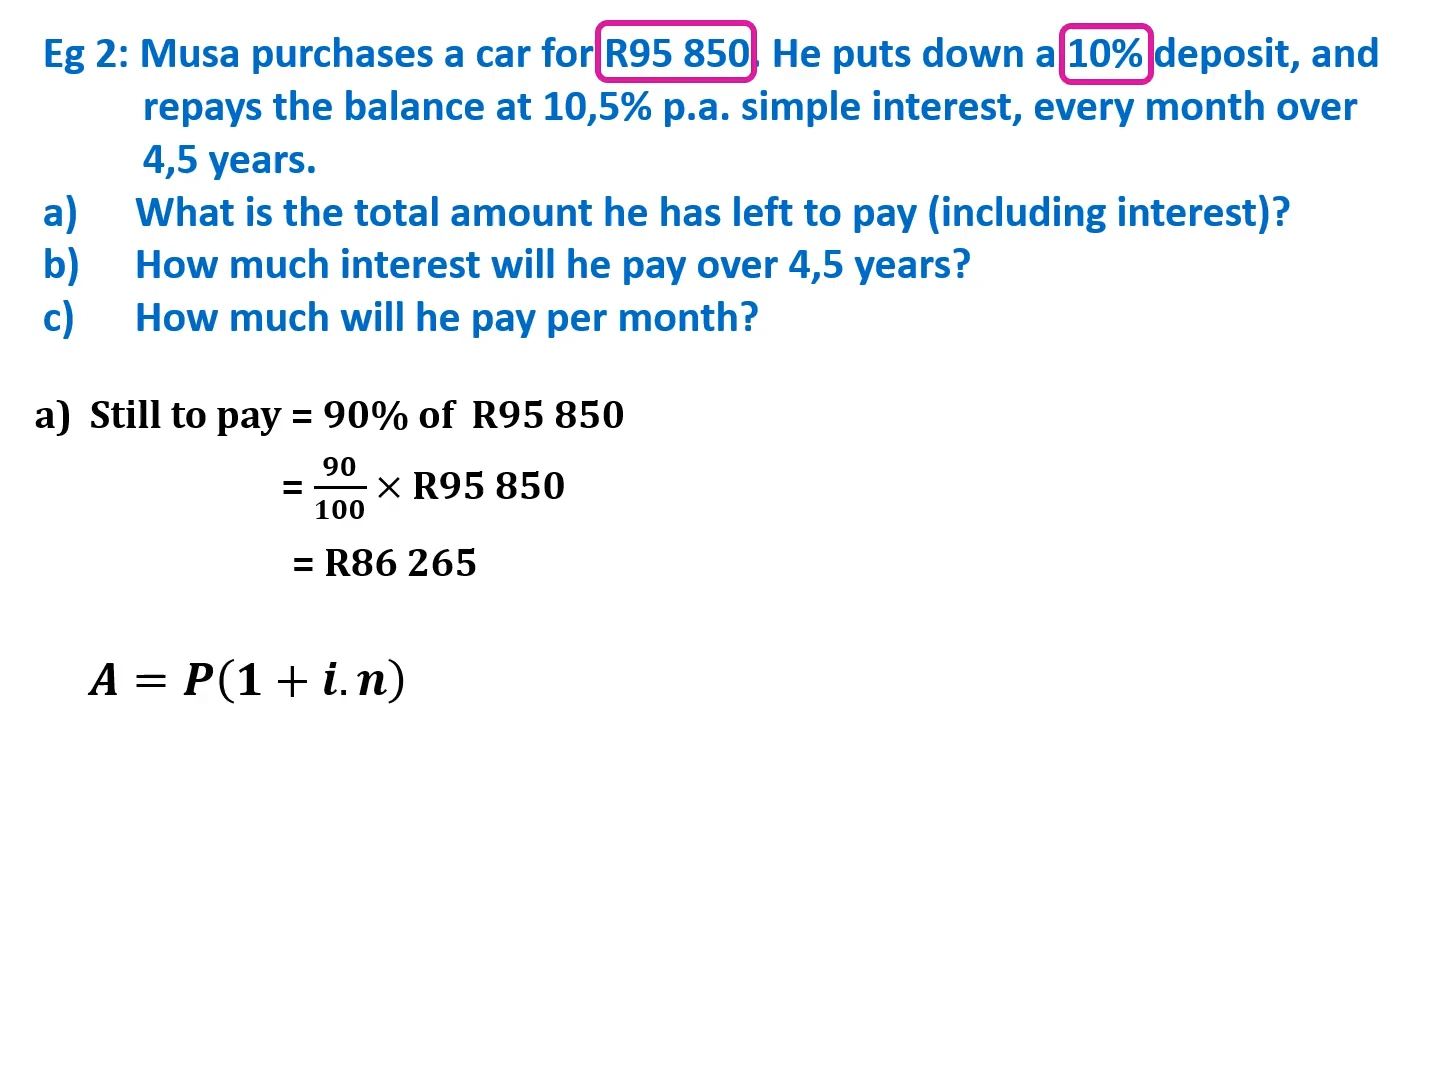 Eg 2: Musa purchases a car for R95 850. He puts down a 10% deposit, and
repays the balance at 10,5% p.a. simple interest, every month over
4,5 years.
a) What is the total amount he has left to pay (including interest)?
b) How much interest will he pay over 4,5 years?
c) How much will he pay per month?
a) Still to pay = 90% of R95 850
= 90/100 × R95 850
= R86 265
A = P(1 + i.n)